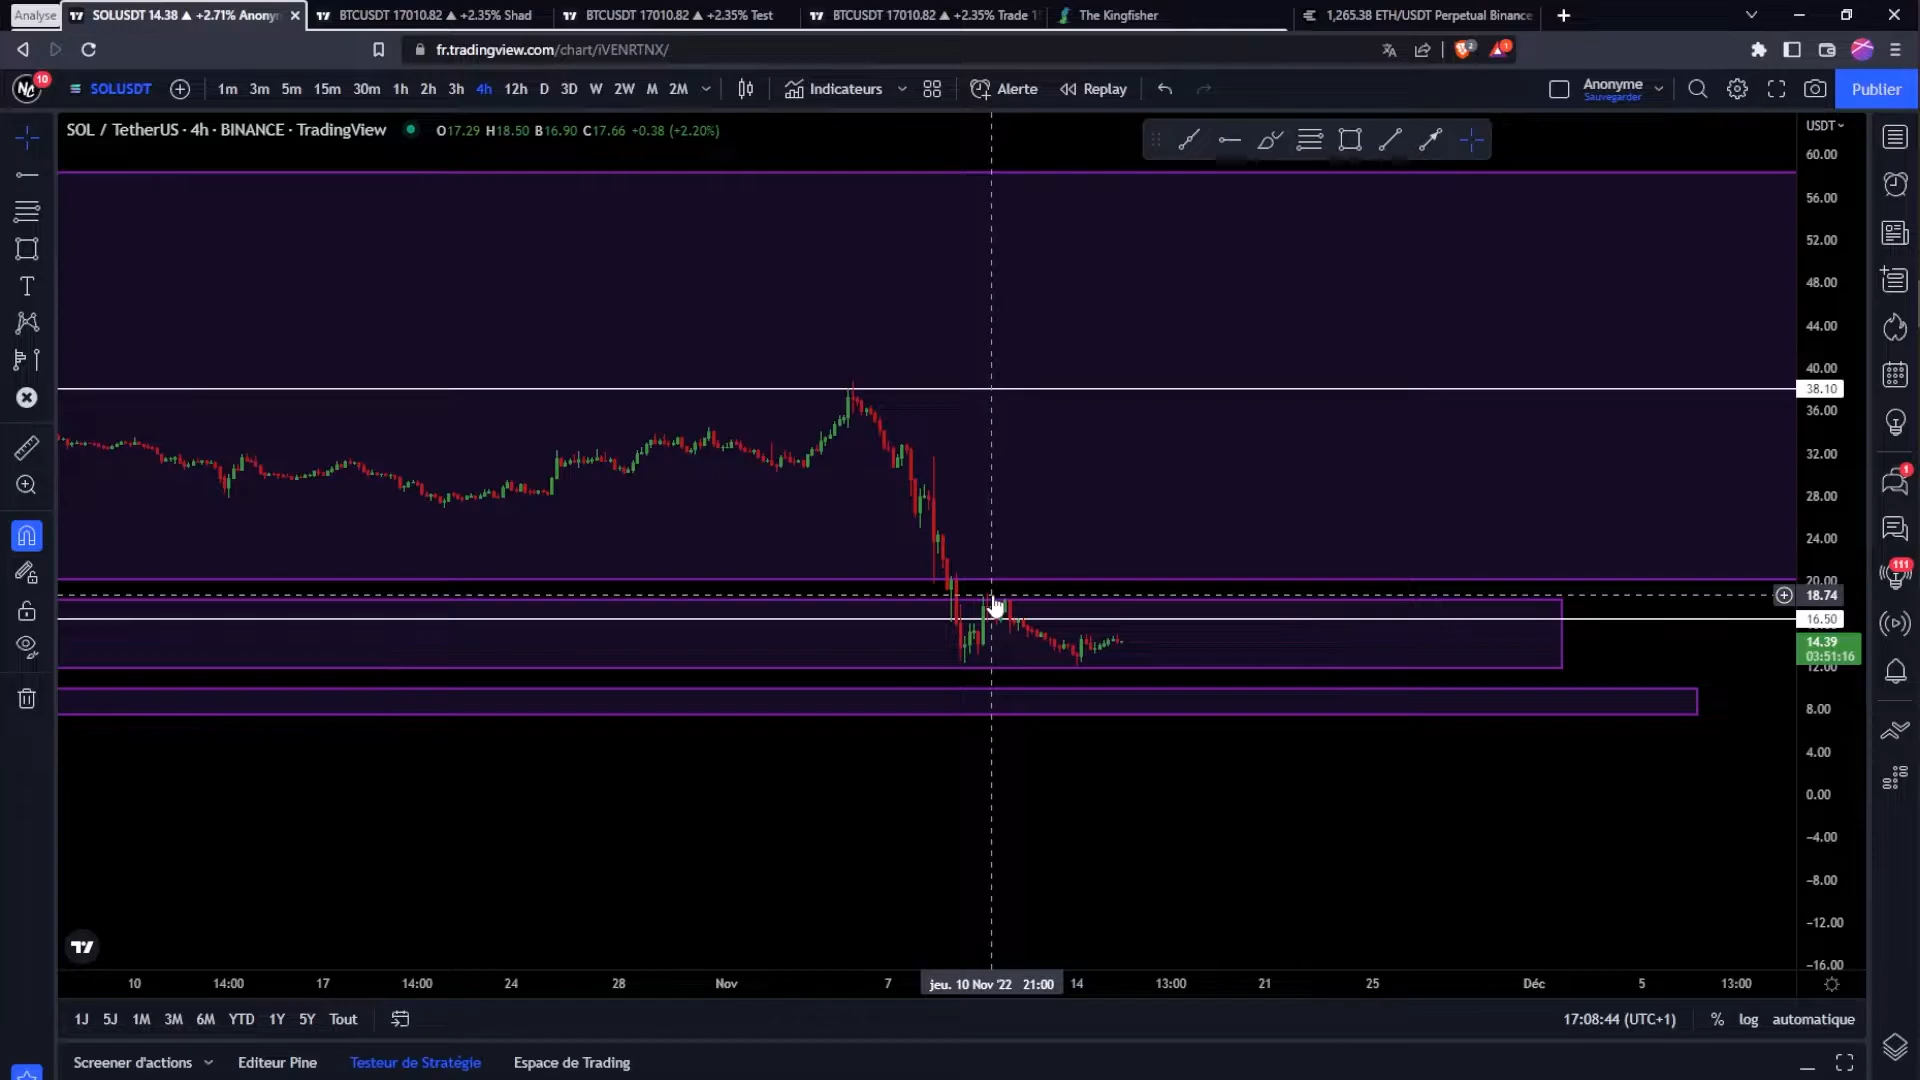 Analyse
SOLUSDT 14.38 ▲ +2.71% Anony
BTCUSDT 17010.82 ▲ +2.35% Shad
BTCUSDT 17010.82 ▲ +2.35% Test
BTCUSDT 17010.82 ▲ +2.35% Trade 1
The Kingfisher
1,265.38 ETH/USDT Perpetual Binance
fr.tradingview.com/chart/iVENRTNX/
2
1
10
SOLUSDT
1m 3m 5m 15m 30m 1h 2h 3h 4h 12h D 3D W 2W M 2M
Indicateurs
Alerte
Replay
Anonyme
Sauvegarder
Publier
SOL / TetherUS · 4h · BINANCE · TradingView
O17.29 H18.50 B16.90 C17.66 +0.38 (+2.20%)
USDT
60.00
56.00
52.00
48.00
44.00
40.00
38.10
36.00
32.00
28.00
24.00
20.00
18.74
16.50
14.39
03:51:16
12.00
8.00
4.00
0.00
−4.00
−8.00
−12.00
−16.00
1
111
10 14:00 17 14:00 24 28 Nov 7 jeu. 10 Nov '22 21:00 14 13:00 21 25 Déc 5 13:00
1J 5J 1M 3M 6M YTD 1Y 5Y Tout
17:08:44 (UTC+1) % log automatique
Screener d'actions Editeur Pine Testeur de Stratégie Espace de Trading